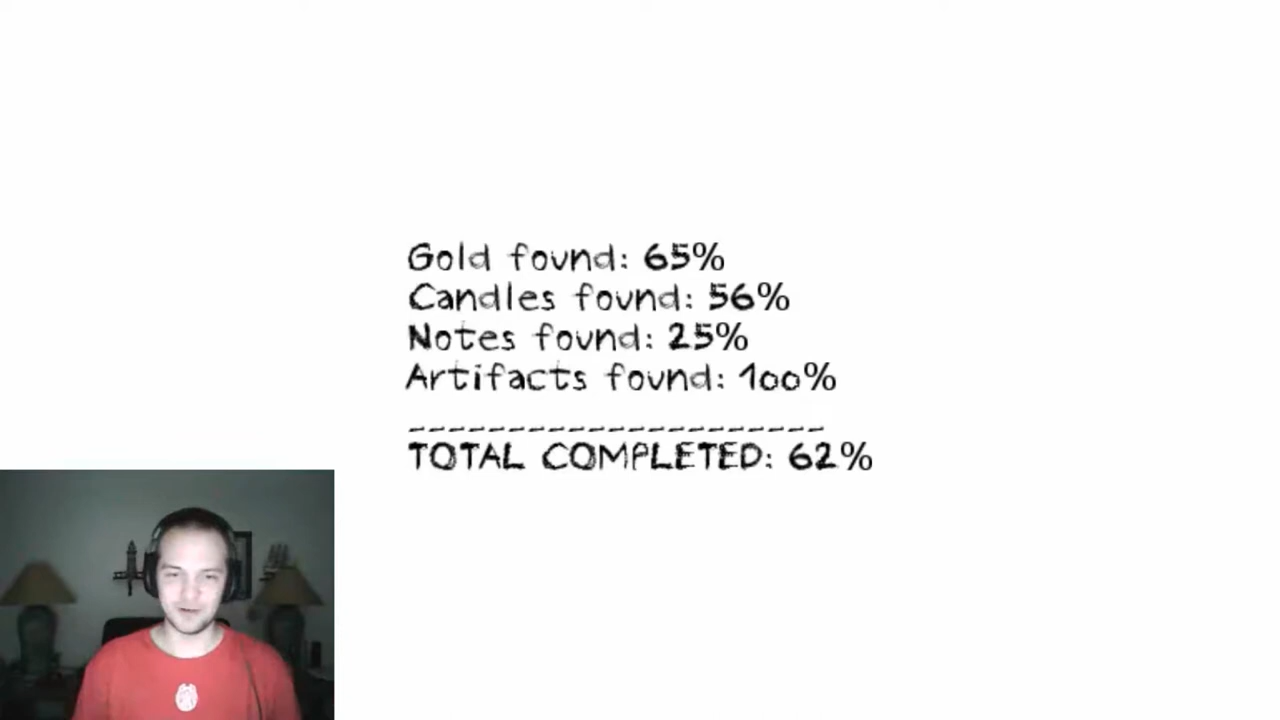 Gold found: 65%
Candles found: 56%
Notes found: 25%
Artifacts found: 100%
_ _ _ _ _ _ _ _ _ _ _ _ _ _ _ _ _ _ _ _ _
TOTAL COMPLETED: 62%